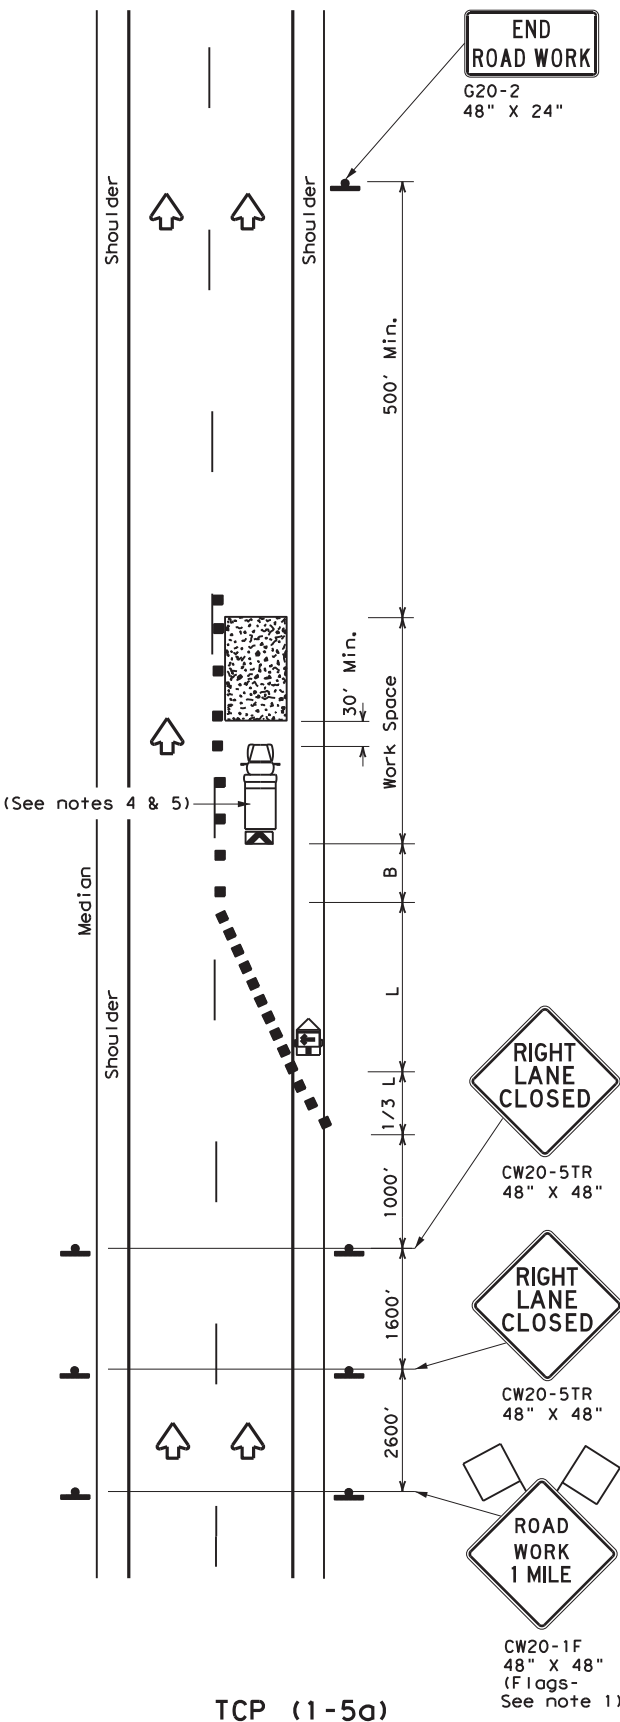 END
ROAD WORK
G20-2
48" X 24"
Shoulder
Shoulder
500' Min.
30' Min.
Work Space
(See notes 4 & 5)
B
Median
L
Shoulder
RIGHT
LANE
CLOSED
1/3 L
CW20-5TR
48" X 48"
1000'
RIGHT
LANE
CLOSED
1600'
CW20-5TR
48" X 48"
2600'
ROAD
WORK
1 MILE
CW20-1F
48" X 48"
(Flags-
See note 1)
TCP (1-5a)